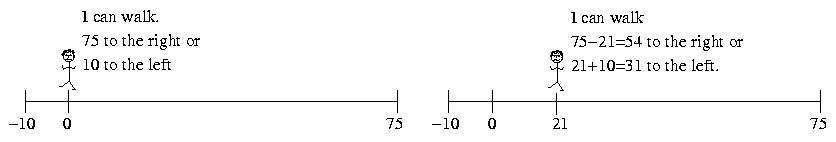 I can walk.
75 to the right or
10 to the left
−10 0 75
I can walk
75−21=54 to the right or
21+10=31 to the left.
−10 0 21 75